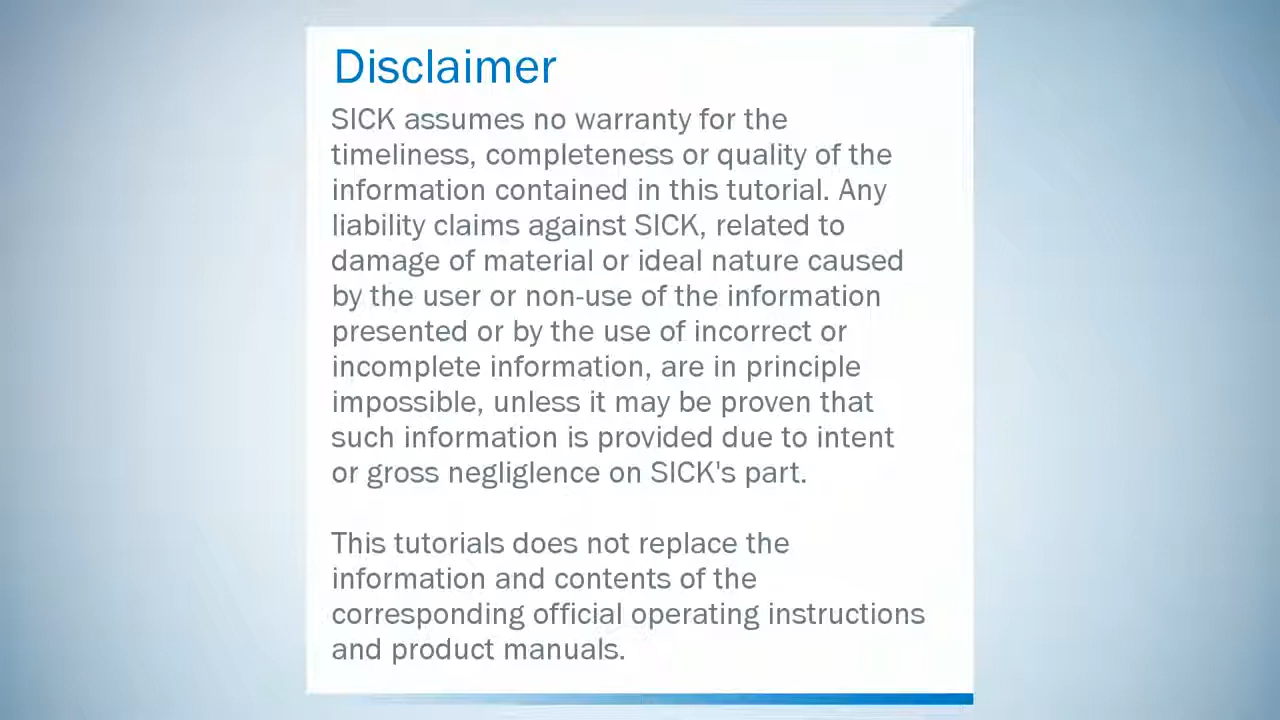 Disclaimer
SICK assumes no warranty for the
timeliness, completeness or quality of the
information contained in this tutorial. Any
liability claims against SICK, related to
damage of material or ideal nature caused
by the user or non-use of the information
presented or by the use of incorrect or
incomplete information, are in principle
impossible, unless it may be proven that
such information is provided due to intent
or gross negliglence on SICK's part.
This tutorials does not replace the
information and contents of the
corresponding official operating instructions
and product manuals.